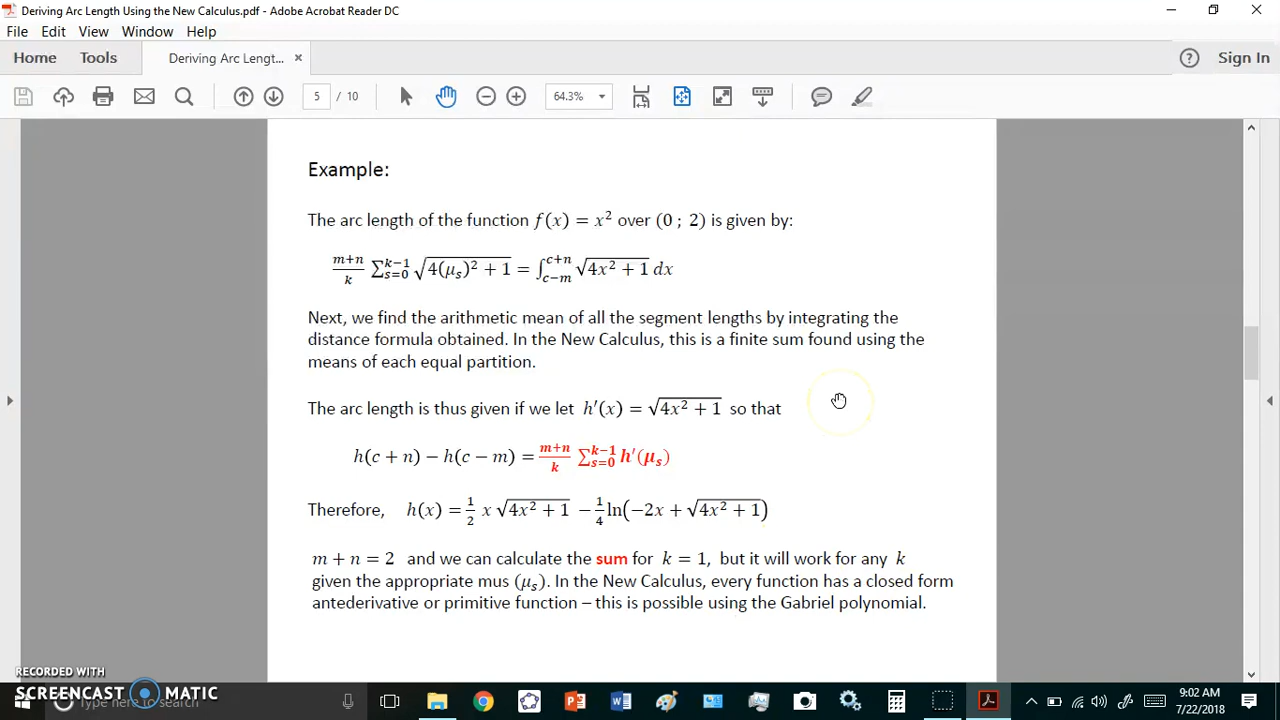 Deriving Arc Length Using the New Calculus.pdf - Adobe Acrobat Reader DC
File Edit View Window Help
Home Tools Deriving Arc Lengt... × Sign In
5 / 10 64.3%
Example:
The arc length of the function f(x) = x² over (0 ; 2) is given by:
m+n/k ∑_{s=0}^{k−1} √(4(μₛ)² + 1) = ∫_{c−m}^{c+n} √(4x² + 1) dx
Next, we find the arithmetic mean of all the segment lengths by integrating the
distance formula obtained. In the New Calculus, this is a finite sum found using the
means of each equal partition.
The arc length is thus given if we let h′(x) = √(4x² + 1) so that
h(c + n) − h(c − m) = m+n/k ∑_{s=0}^{k−1} h′(μₛ)
Therefore, h(x) = 1/2 x √(4x² + 1) − 1/4 ln(−2x + √(4x² + 1))
m + n = 2 and we can calculate the sum for k = 1, but it will work for any k
given the appropriate mus (μₛ). In the New Calculus, every function has a closed form
antederivative or primitive function – this is possible using the Gabriel polynomial.
RECORDED WITH
SCREENCAST MATIC
Type here to search
9:02 AM
7/22/2018